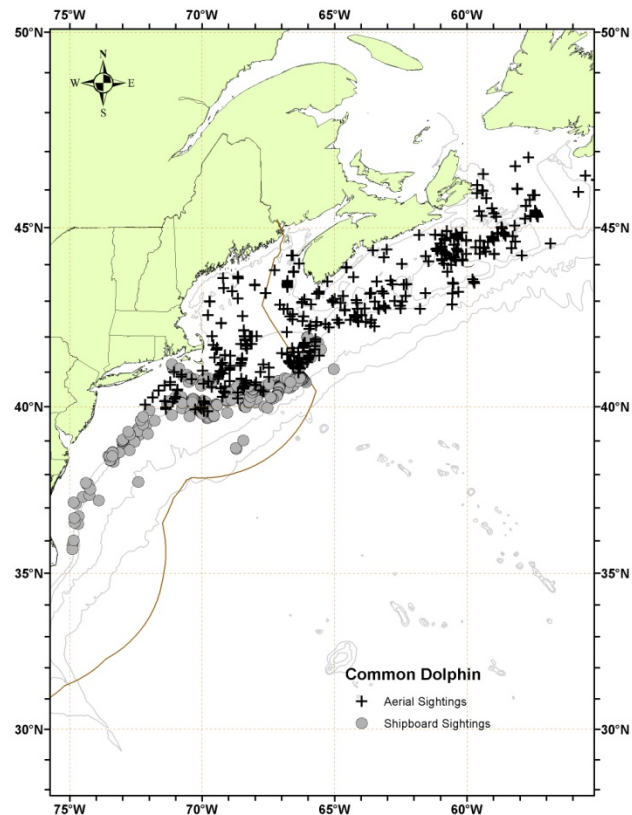 75°W 70°W 65°W 60°W
50°N 50°N
N
W E
S
45°N 45°N
40°N 40°N
35°N 35°N
Common Dolphin
Aerial Sightings
Shipboard Sightings
30°N 30°N
75°W 70°W 65°W 60°W